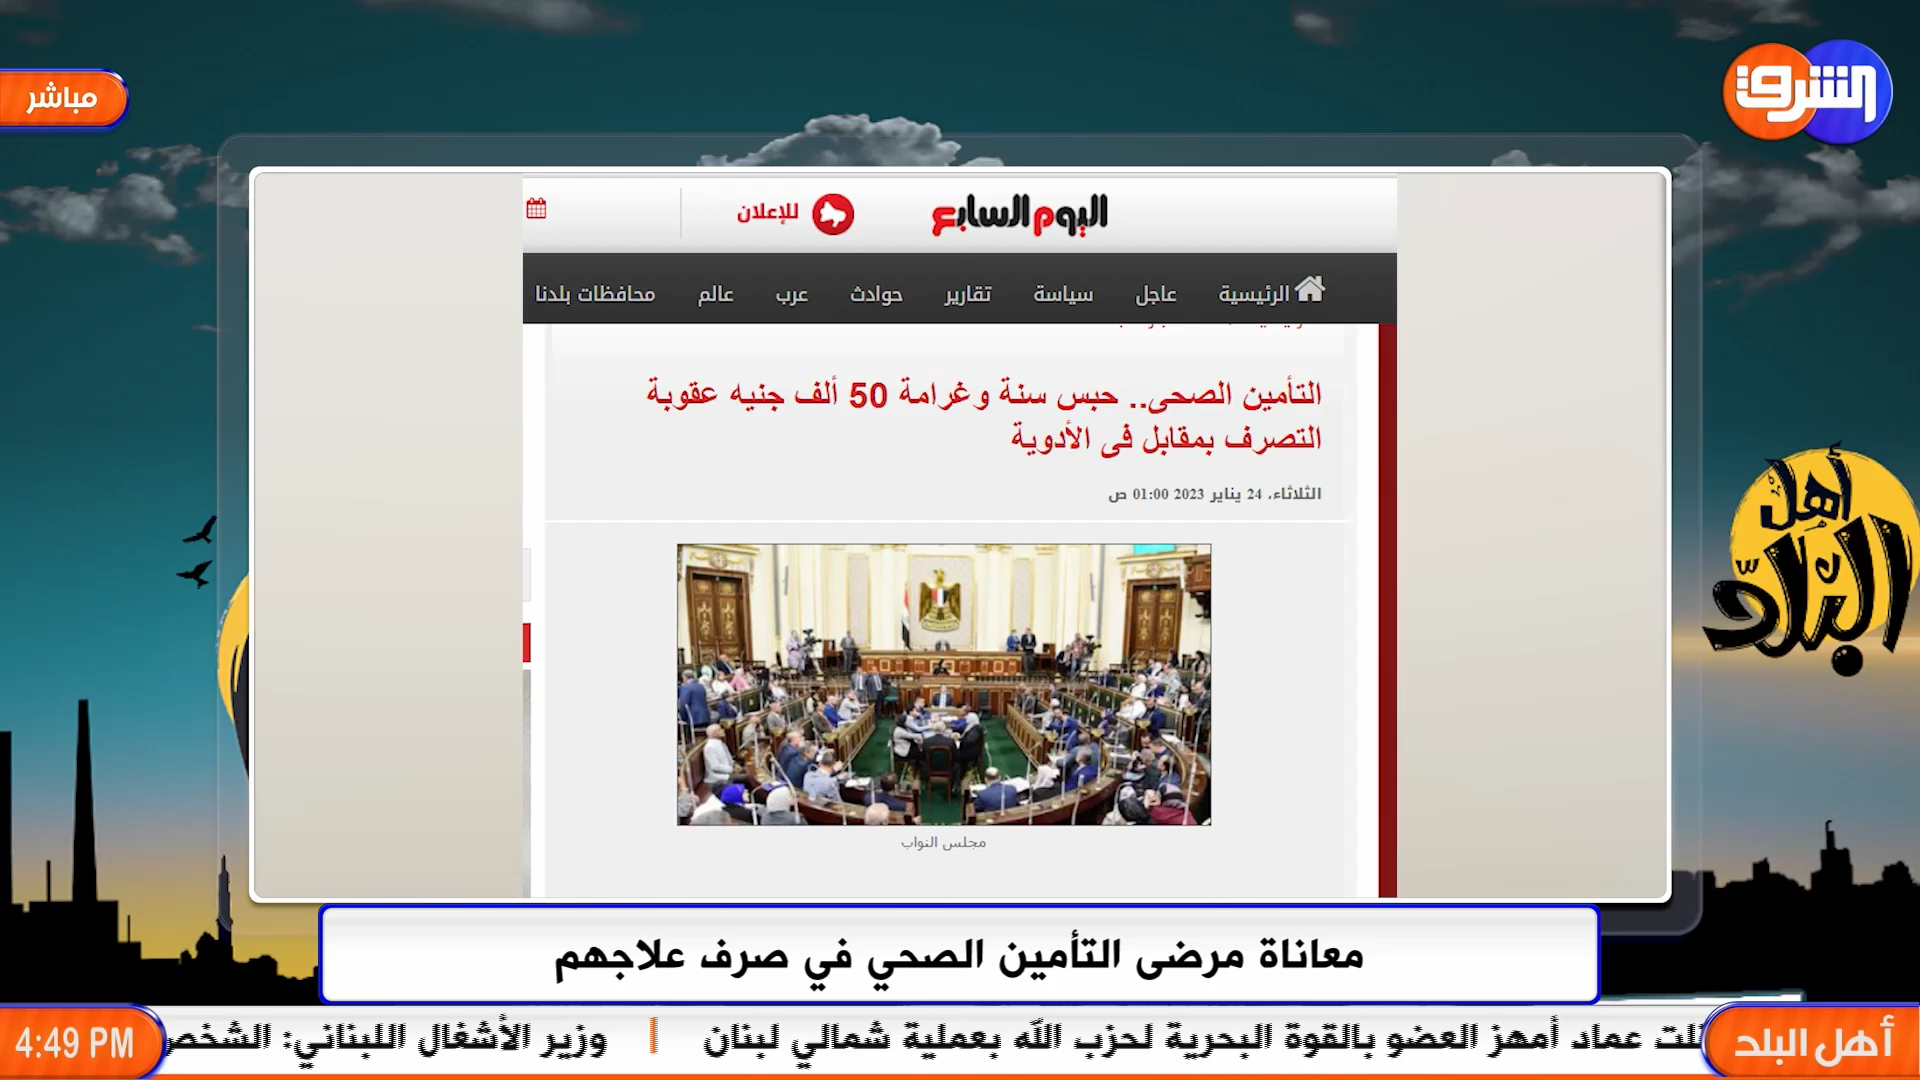 مباشر
الشرق
اليوم السابع
للإعلان
الرئيسية عاجل سياسة تقارير حوادث عرب عالم محافظات بلدنا
التأمين الصحى.. حبس سنة وغرامة 50 ألف جنيه عقوبة
التصرف بمقابل فى الأدوية
الثلاثاء، 24 يناير 2023 01:00 ص
مجلس النواب
أهل
البلد
معاناة مرضى التأمين الصحي في صرف علاجهم
أهل البلد
عماد أمهز العضو بالقوة البحرية لحزب الله بعملية شمالي لبنان | وزير الأشغال اللبناني:
4:49 PM